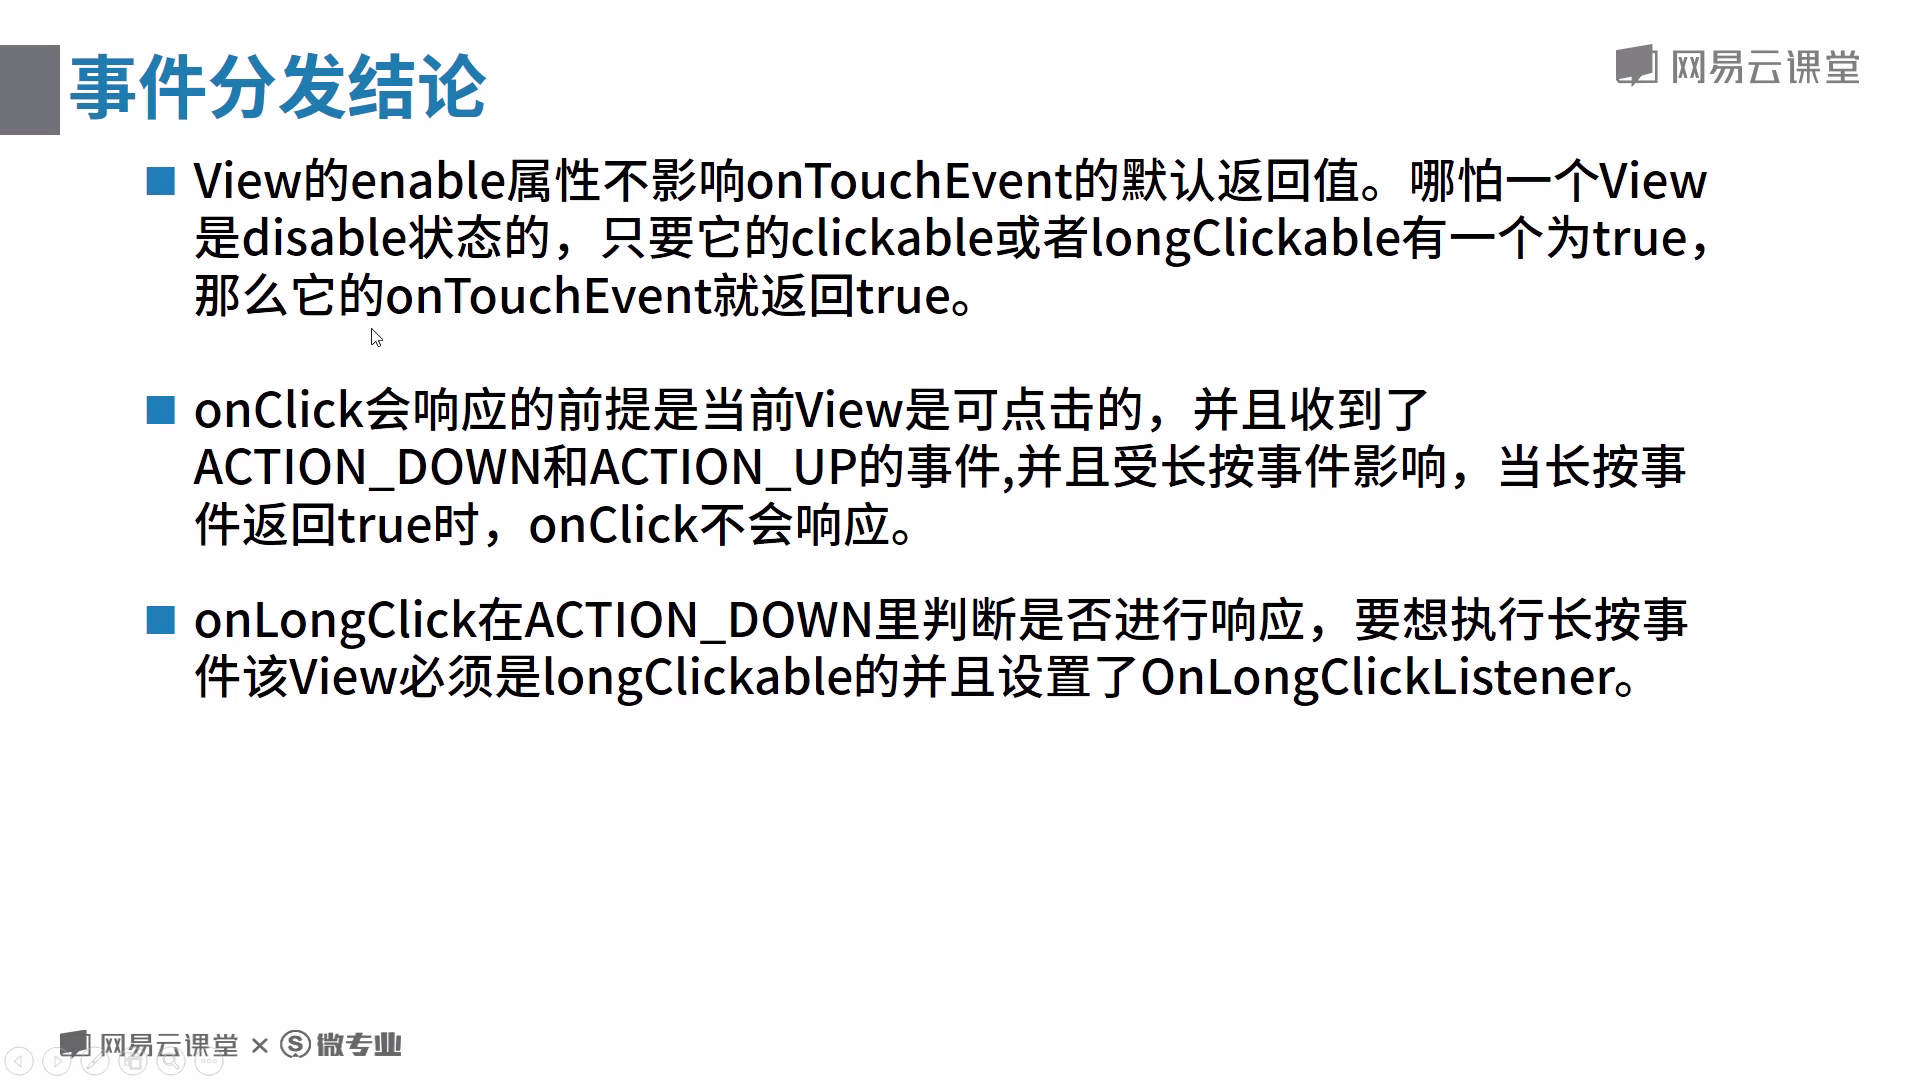 事件分发结论
网易云课堂
View的enable属性不影响onTouchEvent的默认返回值。哪怕一个View
是disable状态的，只要它的clickable或者longClickable有一个为true，
那么它的onTouchEvent就返回true。
onClick会响应的前提是当前View是可点击的，并且收到了
ACTION_DOWN和ACTION_UP的事件,并且受长按事件影响，当长按事
件返回true时，onClick不会响应。
onLongClick在ACTION_DOWN里判断是否进行响应，要想执行长按事
件该View必须是longClickable的并且设置了OnLongClickListener。
网易云课堂 × S 微专业